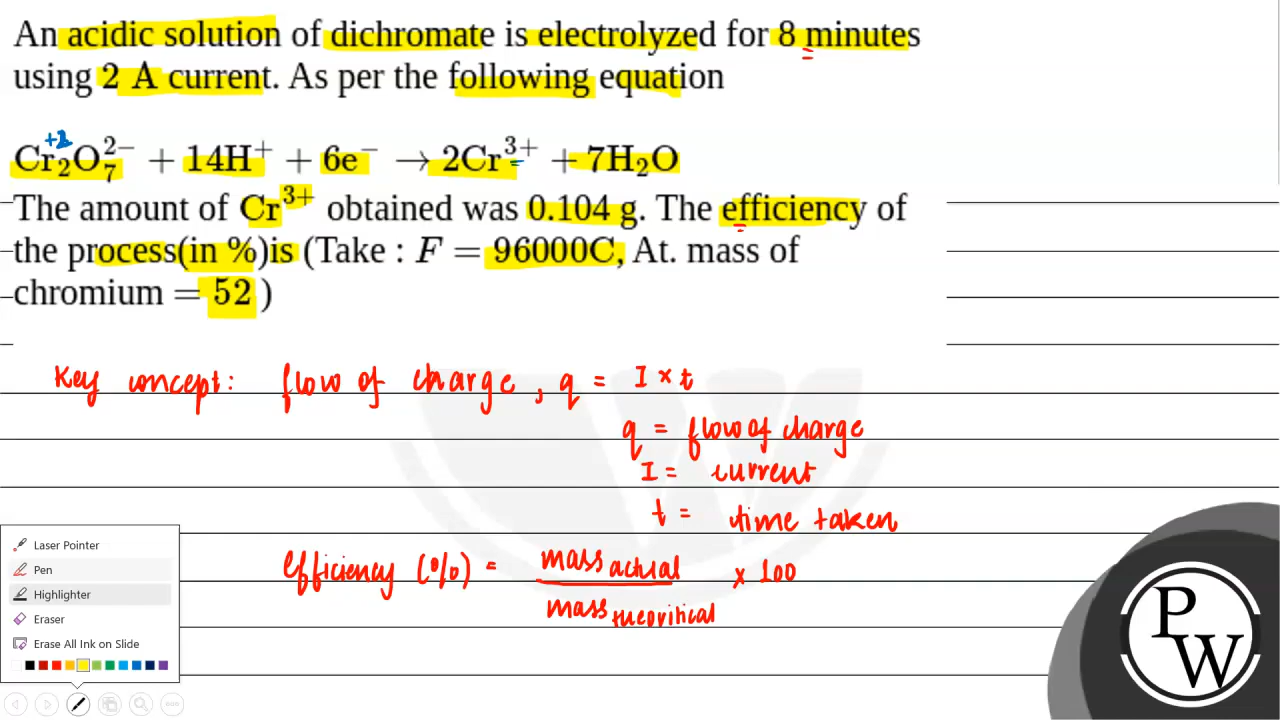 An acidic solution of dichromate is electrolyzed for 8 minutes
using 2 A current. As per the following equation
+2
Cr₂O₇²⁻ + 14H⁺ + 6e⁻ → 2Cr³⁺ + 7H₂O
The amount of Cr³⁺ obtained was 0.104 g. The efficiency of
the process(in %)is (Take : F = 96000C, At. mass of
chromium = 52 )
Key concept: flow of charge, q = I × t
q = flow of charge
I = current
t = time taken
Efficiency (%) = mass actual / mass theoritical × 100
Laser Pointer
Pen
Highlighter
Eraser
Erase All Ink on Slide
P
W